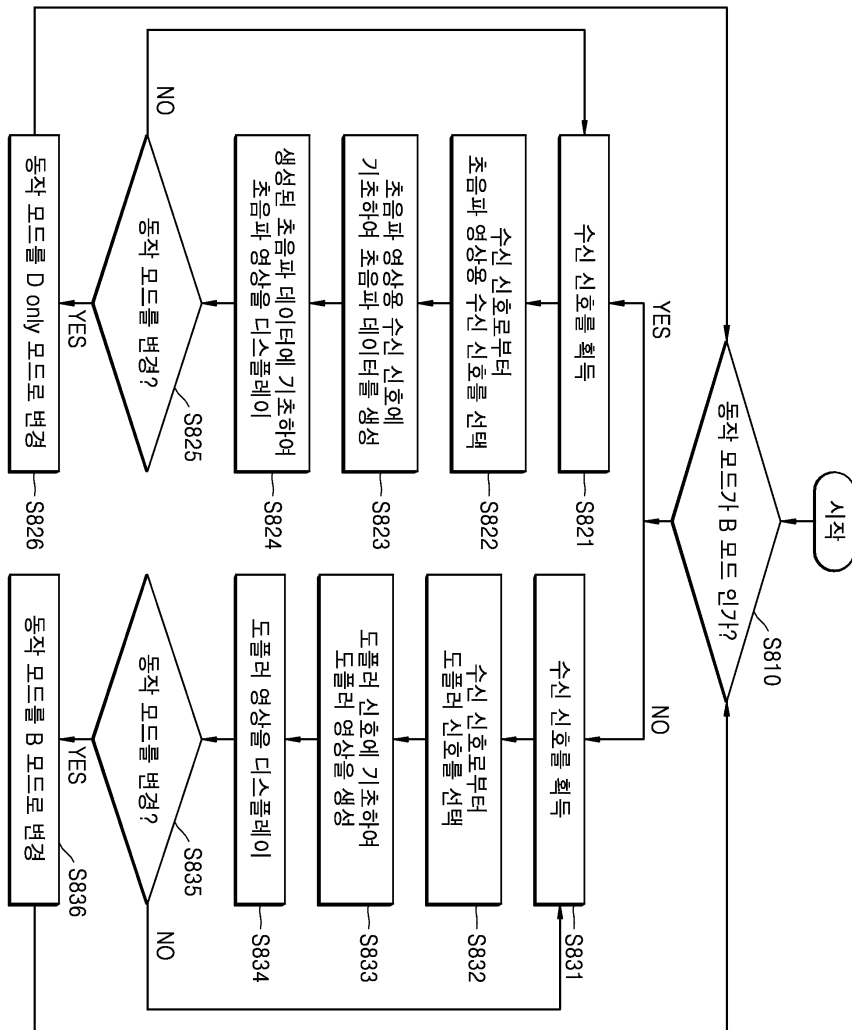 시작
동작 모드가 B 모드 인가?
S810
YES
NO
수신 신호를 획득
S821
수신 신호로부터
초음파 영상용 수신 신호를 선택
S822
초음파 영상용 수신 신호에
기초하여 초음파 데이터를 생성
S823
생성된 초음파 데이터에 기초하여
초음파 영상을 디스플레이
S824
동작 모드를 변경?
S825
NO
YES
동작 모드를 D only 모드로 변경
S826
수신 신호를 획득
S831
수신 신호로부터
도플러 신호를 선택
S832
도플러 신호에 기초하여
도플러 영상을 생성
S833
도플러 영상을 디스플레이
S834
동작 모드를 변경?
S835
NO
YES
동작 모드를 B 모드로 변경
S836